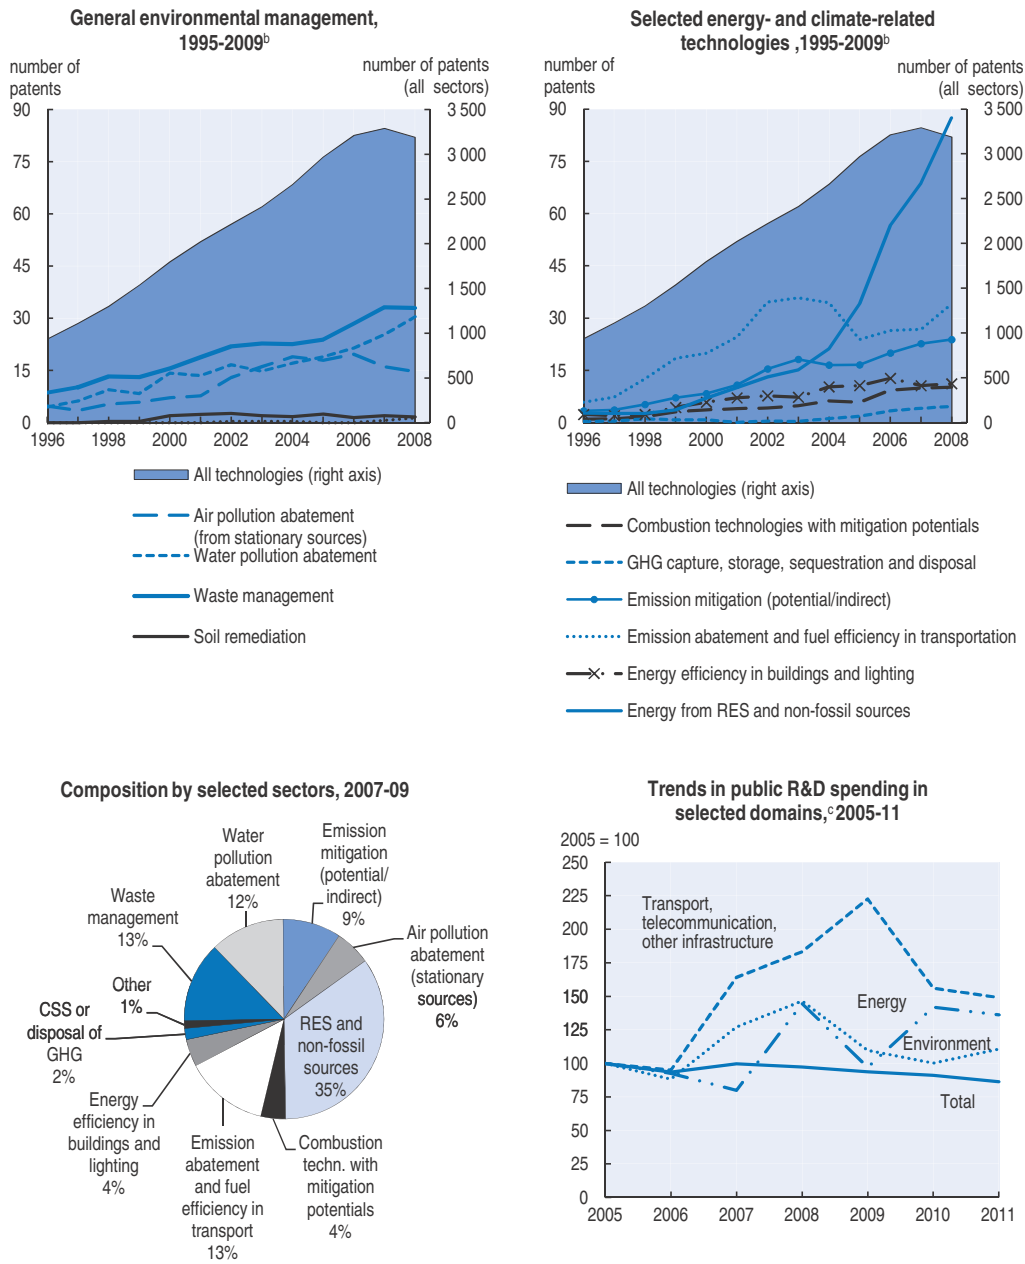 General environmental management,
1995-2009b
number of
patents
number of patents
(all sectors)
90
75
60
45
30
15
0
3 500
3 000
2 500
2 000
1 500
1 000
500
0
1996
1998
2000
2002
2004
2006
2008
All technologies (right axis)
Air pollution abatement
(from stationary sources)
Water pollution abatement
Waste management
Soil remediation
Selected energy- and climate-related
technologies ,1995-2009b
number of
patents
number of patents
(all sectors)
90
75
60
45
30
15
0
3 500
3 000
2 500
2 000
1 500
1 000
500
0
1996
1998
2000
2002
2004
2006
2008
All technologies (right axis)
Combustion technologies with mitigation potentials
GHG capture, storage, sequestration and disposal
Emission mitigation (potential/indirect)
Emission abatement and fuel efficiency in transportation
Energy efficiency in buildings and lighting
Energy from RES and non-fossil sources
Composition by selected sectors, 2007-09
Water
pollution
abatement
12%
Emission
mitigation
(potential/
indirect)
9%
Air pollution
abatement
(stationary
sources)
6%
RES and
non-fossil
sources
35%
Combustion
techn. with
mitigation
potentials
4%
Emission
abatement
and fuel
efficiency in
transport
13%
Energy
efficiency in
buildings and
lighting
4%
CSS or
disposal of
GHG
2%
Other
1%
Waste
management
13%
Trends in public R&D spending in
selected domains,c 2005-11
2005 = 100
250
225
200
175
150
125
100
75
50
25
0
Transport,
telecommunication,
other infrastructure
Energy
Environment
Total
2005
2006
2007
2008
2009
2010
2011